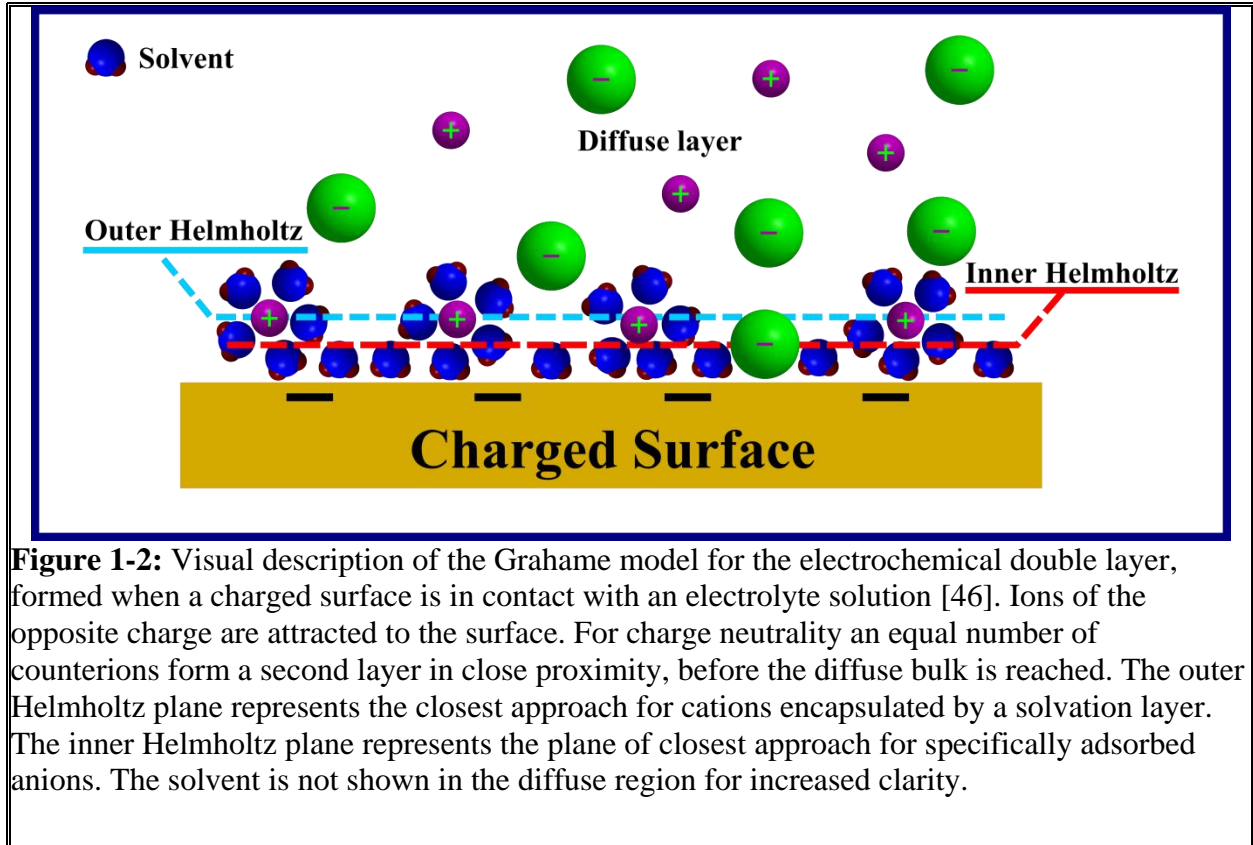 Solvent
Diffuse layer
Outer Helmholtz
Inner Helmholtz
Charged Surface
Figure 1-2: Visual description of the Grahame model for the electrochemical double layer,
formed when a charged surface is in contact with an electrolyte solution [46]. Ions of the
opposite charge are attracted to the surface. For charge neutrality an equal number of
counterions form a second layer in close proximity, before the diffuse bulk is reached. The outer
Helmholtz plane represents the closest approach for cations encapsulated by a solvation layer.
The inner Helmholtz plane represents the plane of closest approach for specifically adsorbed
anions. The solvent is not shown in the diffuse region for increased clarity.